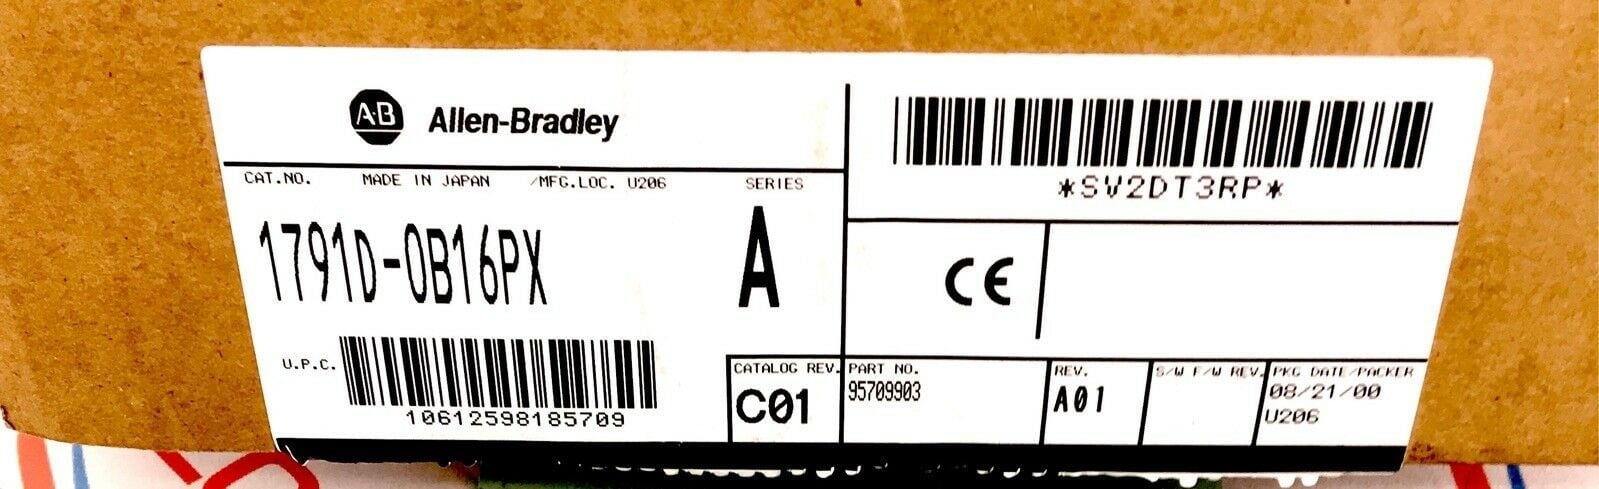 A·B Allen-Bradley
CAT.NO. MADE IN JAPAN /MFG.LOC. U206 SERIES
1791D-0B16PX A
U.P.C.
10612598185709
*SV2DT3RP*
CE
CATALOG REV. PART NO. REV. S/W F/W REV. PKG DATE/PACKER
C01 95709903 A01 08/21/00
U206